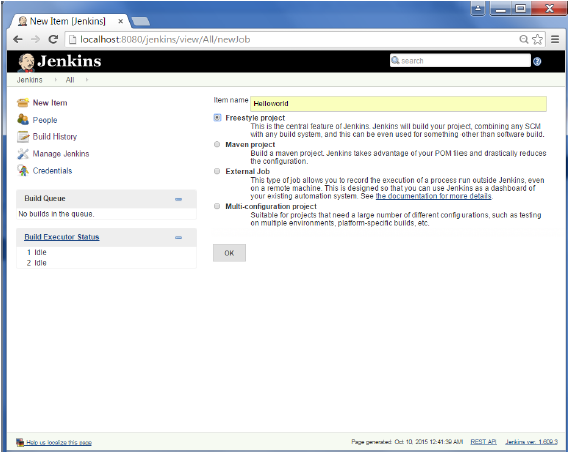 New Item [Jenkins]
localhost:8080/jenkins/view/All/newJob
Jenkins
search
Jenkins
All
New Item
People
Build History
Manage Jenkins
Credentials
Build Queue
No builds in the queue.
Build Executor Status
1 Idle
2 Idle
Item name
Helloworld
Freestyle project
This is the central feature of Jenkins. Jenkins will build your project, combining any SCM
with any build system, and this can be even used for something other than software build.
Maven project
Build a maven project. Jenkins takes advantage of your POM files and drastically reduces
the configuration.
External Job
This type of job allows you to record the execution of a process run outside Jenkins, even
on a remote machine. This is designed so that you can use Jenkins as a dashboard of
your existing automation system. See the documentation for more details.
Multi-configuration project
Suitable for projects that need a large number of different configurations, such as testing
on multiple environments, platform-specific builds, etc.
OK
Help us localize this page
Page generated: Oct 10, 2015 12:41:39 AM REST API Jenkins ver. 1.609.3